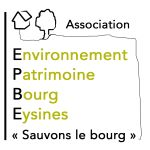 Association
Environnement
Patrimoine
Bourg
Eysines
« Sauvons le bourg »